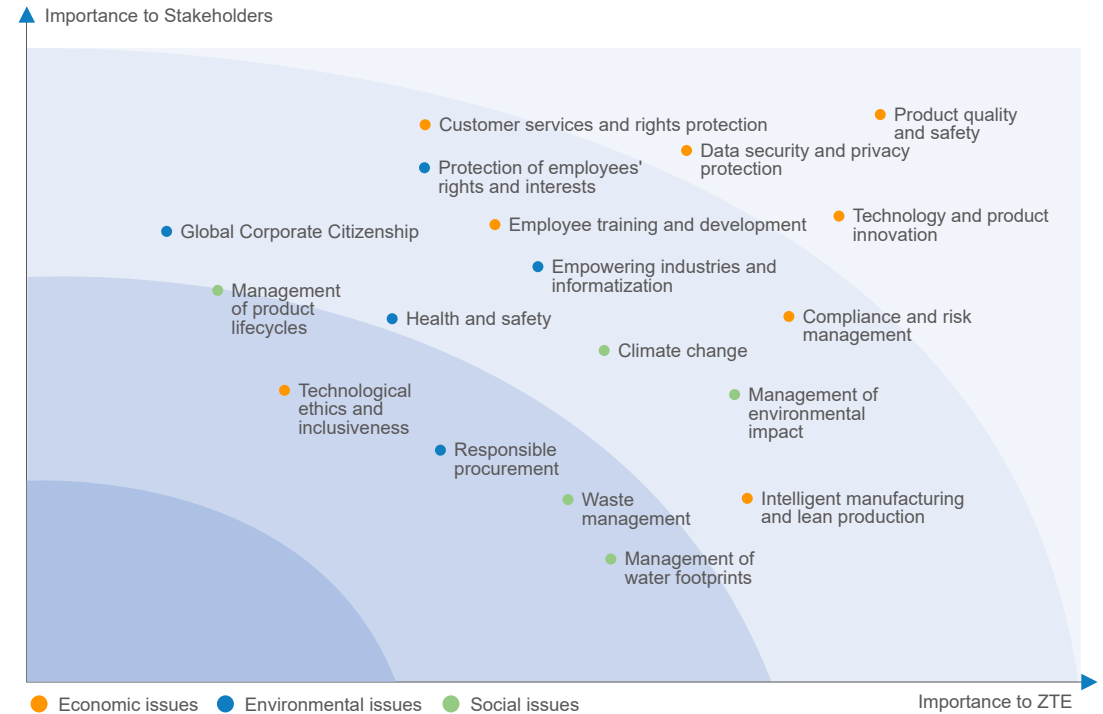 Importance to Stakeholders
Product quality
and safety
Customer services and rights protection
Data security and privacy
protection
Protection of employees'
rights and interests
Technology and product
innovation
Employee training and development
Global Corporate Citizenship
Empowering industries and
informatization
Management
of product
lifecycles
Health and safety
Compliance and risk
management
Climate change
Technological
ethics and
inclusiveness
Management of
environmental
impact
Responsible
procurement
Waste
management
Intelligent manufacturing
and lean production
Management of
water footprints
Economic issues
Environmental issues
Social issues
Importance to ZTE